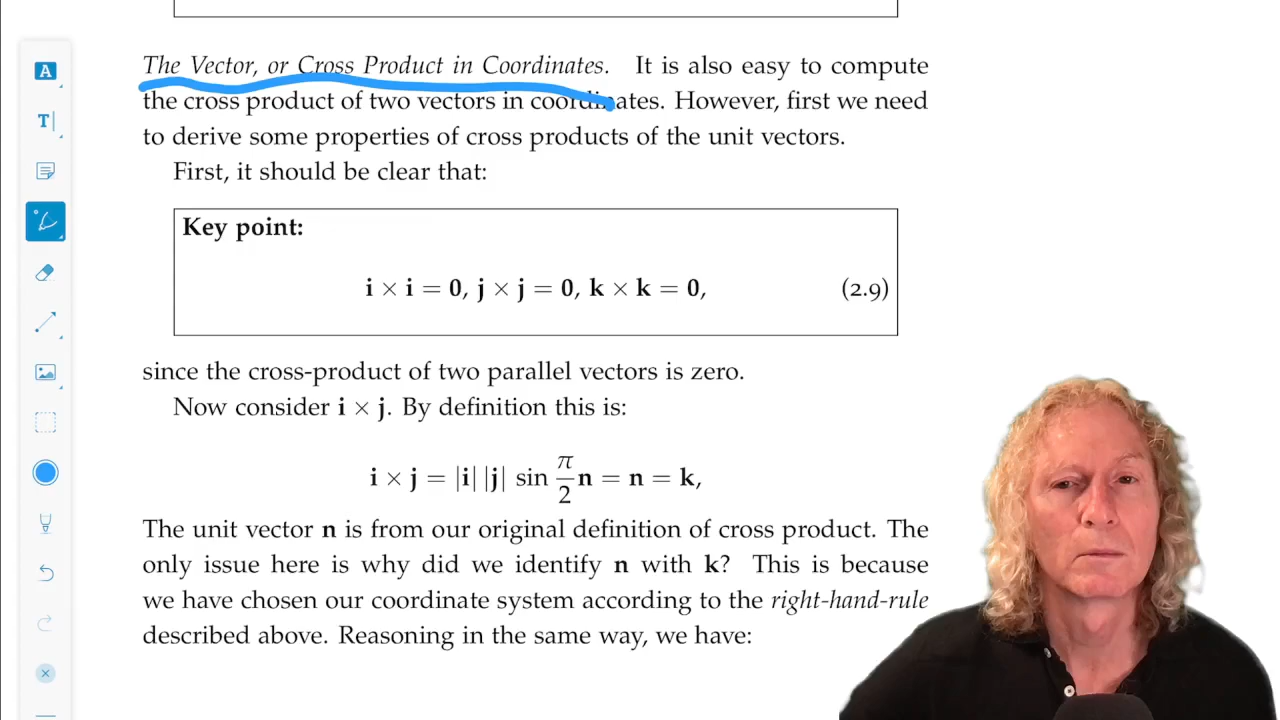 A
T|
The Vector, or Cross Product in Coordinates. It is also easy to compute
the cross product of two vectors in coordinates. However, first we need
to derive some properties of cross products of the unit vectors.
First, it should be clear that:
Key point:
i × i = 0, j × j = 0, k × k = 0, (2.9)
since the cross-product of two parallel vectors is zero.
Now consider i × j. By definition this is:
i × j = |i| |j| sin π/2 n = n = k,
The unit vector n is from our original definition of cross product. The
only issue here is why did we identify n with k? This is because
we have chosen our coordinate system according to the right-hand-rule
described above. Reasoning in the same way, we have: